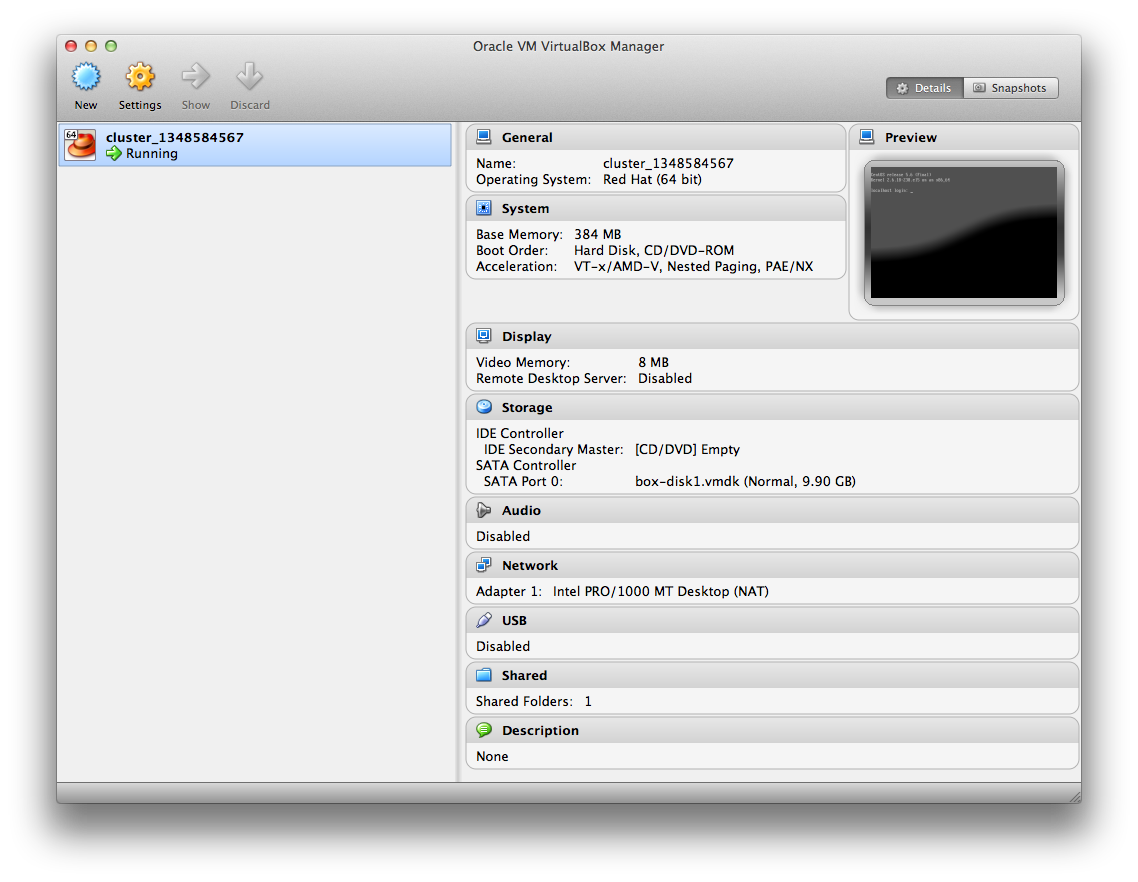 Oracle VM VirtualBox Manager
New Settings Show Discard
Details Snapshots
64
cluster_1348584567
Running
General
Name: cluster_1348584567
Operating System: Red Hat (64 bit)
System
Base Memory: 384 MB
Boot Order: Hard Disk, CD/DVD-ROM
Acceleration: VT-x/AMD-V, Nested Paging, PAE/NX
Preview
localhost login: _
Display
Video Memory: 8 MB
Remote Desktop Server: Disabled
Storage
IDE Controller
IDE Secondary Master: [CD/DVD] Empty
SATA Controller
SATA Port 0: box-disk1.vmdk (Normal, 9.90 GB)
Audio
Disabled
Network
Adapter 1: Intel PRO/1000 MT Desktop (NAT)
USB
Disabled
Shared
Shared Folders: 1
Description
None